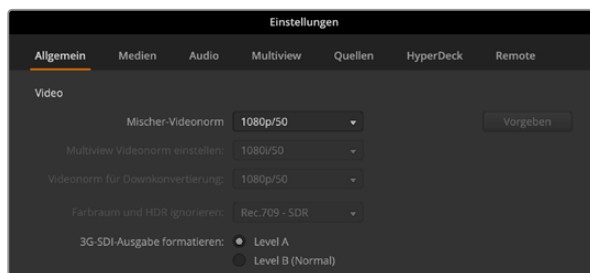 Einstellungen
Allgemein Medien Audio Multiview Quellen HyperDeck Remote
Video
Mischer-Videonorm 1080p/50 Vorgeben
Multiview Videonorm einstellen: 1080i/50
Videonorm für Downkonvertierung: 1080p/50
Farbraum und HDR ignorieren: Rec.709 - SDR
3G-SDI-Ausgabe formatieren: Level A
Level B (Normal)